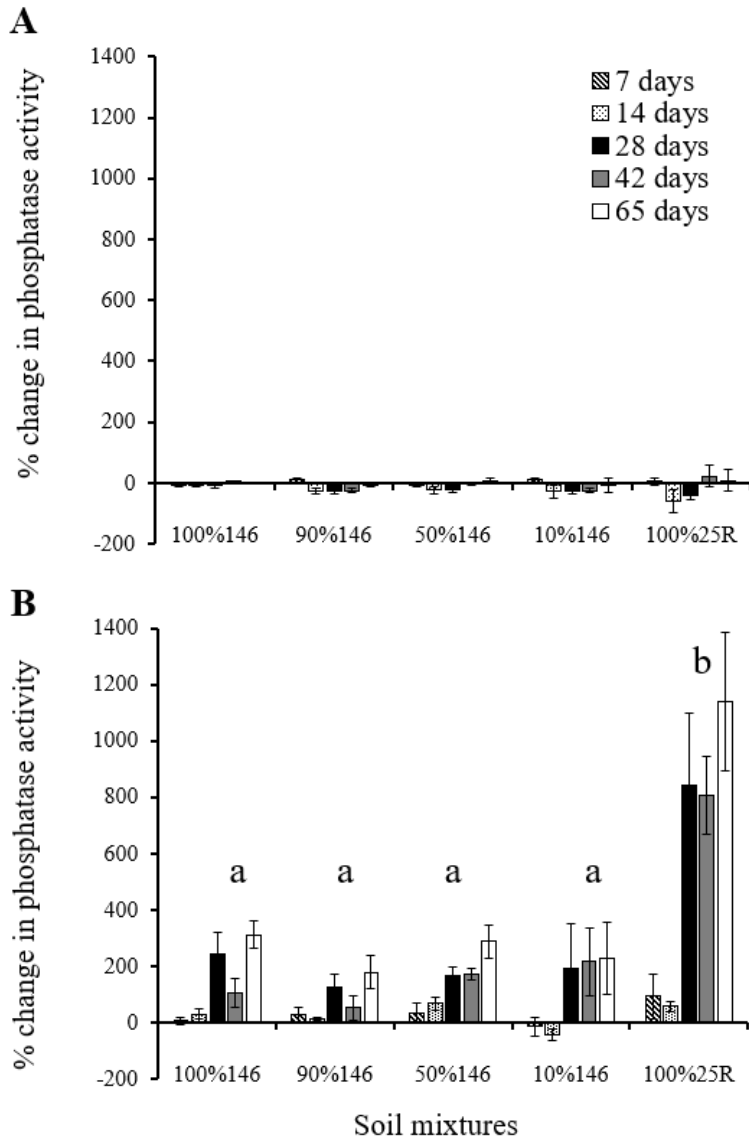 A
% change in phosphatase activity
1400
1200
1000
800
600
400
200
0
-200
7 days
14 days
28 days
42 days
65 days
100%146 90%146 50%146 10%146 100%25R
B
% change in phosphatase activity
1400
1200
1000
800
600
400
200
0
-200
a a a a b
100%146 90%146 50%146 10%146 100%25R
Soil mixtures